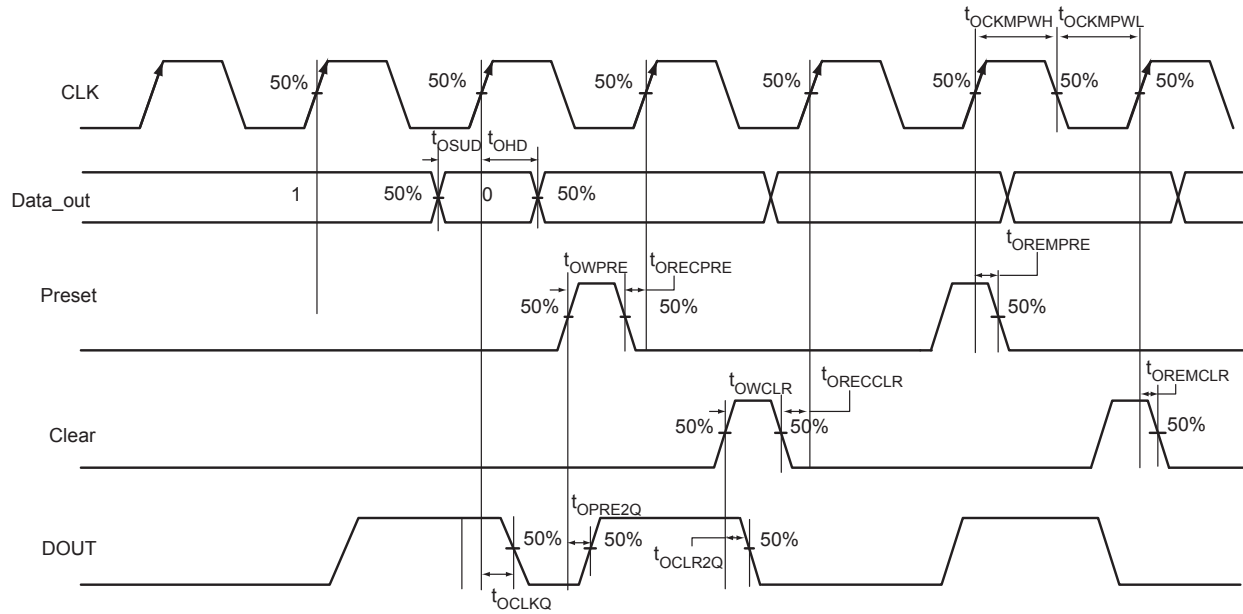 tOCKMPWH tOCKMPWL
CLK 50% 50% 50% 50% 50% 50% 50%
tOSUD tOHD
Data_out 1 50% 0 50%
tOREMPRE
tOWPRE tORECPRE
Preset 50% 50% 50%
tOWCLR tORECCLR tOREMCLR
Clear 50% 50% 50%
tOPRE2Q
DOUT 50% 50% 50%
tOCLR2Q
tOCLKQ